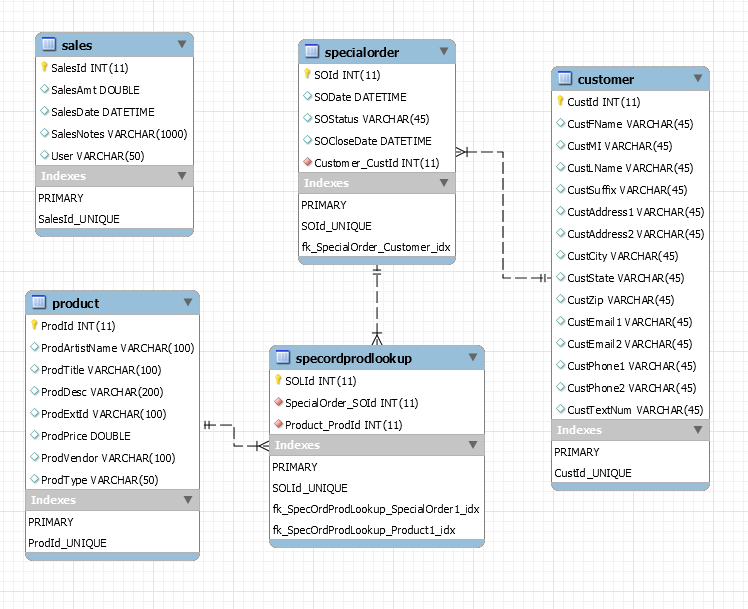 sales
SalesId INT(11)
SalesAmt DOUBLE
SalesDate DATETIME
SalesNotes VARCHAR(1000)
User VARCHAR(50)
Indexes
PRIMARY
SalesId_UNIQUE
specialorder
SOId INT(11)
SODate DATETIME
SOStatus VARCHAR(45)
SOCloseDate DATETIME
Customer_CustId INT(11)
Indexes
PRIMARY
SOId_UNIQUE
fk_SpecialOrder_Customer_idx
customer
CustId INT(11)
CustFName VARCHAR(45)
CustMI VARCHAR(45)
CustLName VARCHAR(45)
CustSuffix VARCHAR(45)
CustAddress1 VARCHAR(45)
CustAddress2 VARCHAR(45)
CustCity VARCHAR(45)
CustState VARCHAR(45)
CustZip VARCHAR(45)
CustEmail1 VARCHAR(45)
CustEmail2 VARCHAR(45)
CustPhone1 VARCHAR(45)
CustPhone2 VARCHAR(45)
CustTextNum VARCHAR(45)
Indexes
PRIMARY
CustId_UNIQUE
product
ProdId INT(11)
ProdArtistName VARCHAR(100)
ProdTitle VARCHAR(100)
ProdDesc VARCHAR(200)
ProdExtId VARCHAR(100)
ProdPrice DOUBLE
ProdVendor VARCHAR(100)
ProdType VARCHAR(50)
Indexes
PRIMARY
ProdId_UNIQUE
specordprodlookup
SOLId INT(11)
SpecialOrder_SOId INT(11)
Product_ProdId INT(11)
Indexes
PRIMARY
SOLId_UNIQUE
fk_SpecOrdProdLookup_SpecialOrder1_idx
fk_SpecOrdProdLookup_Product1_idx